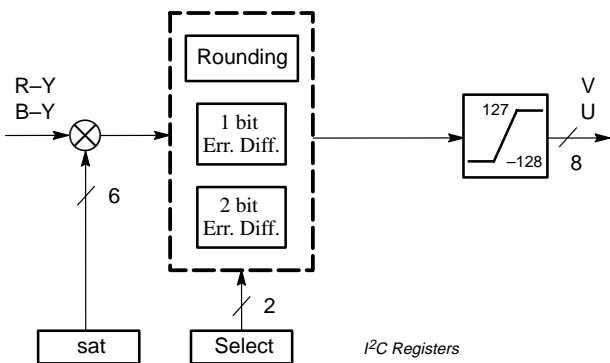 Rounding
R–Y
B–Y
1 bit
Err. Diff.
2 bit
Err. Diff.
127
–128
V
U
8
6
2
sat
Select
I²C Registers